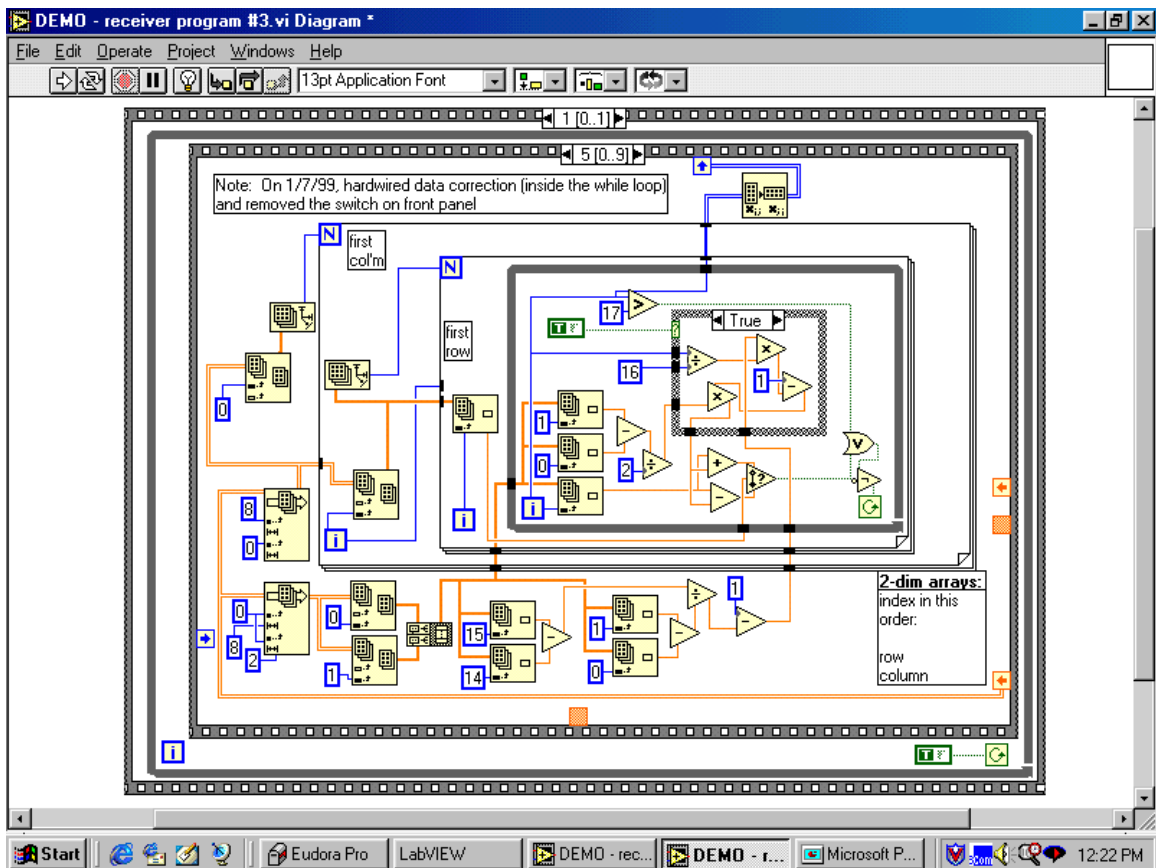 DEMO - receiver program #3.vi Diagram *
File Edit Operate Project Windows Help
13pt Application Font
1 [0..1]
5 [0..9]
Note: On 1/7/99, hardwired data correction (inside the while loop)
and removed the switch on front panel
N
first
col'm
N
17
>
True
T
?
first
row
÷
×
16
1
−
0
×
1
−
0
2
÷
+
V
?
i
−
8
i
0
i
1
2-dim arrays:
index in this
order:
row
column
0
0
15
−
1
÷
−
−
8
2
1
14
0
i
T
Start
Eudora Pro
LabVIEW
DEMO - rec...
DEMO - r...
Microsoft P...
12:22 PM